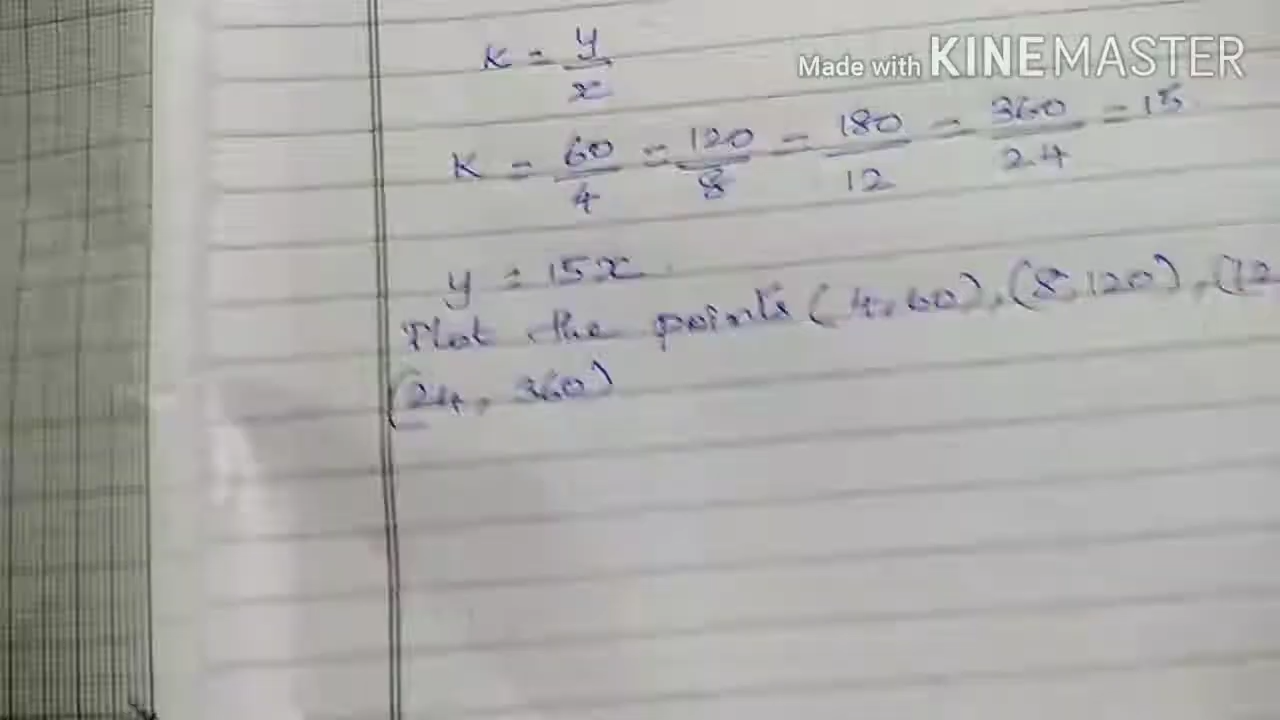 Made with KINEMASTER
K = y/x
K = 60/4 = 120/8 = 180/12 = 360/24 = 15
y = 15x
Plot the points (4,60), (8,120), (12
(24, 360)